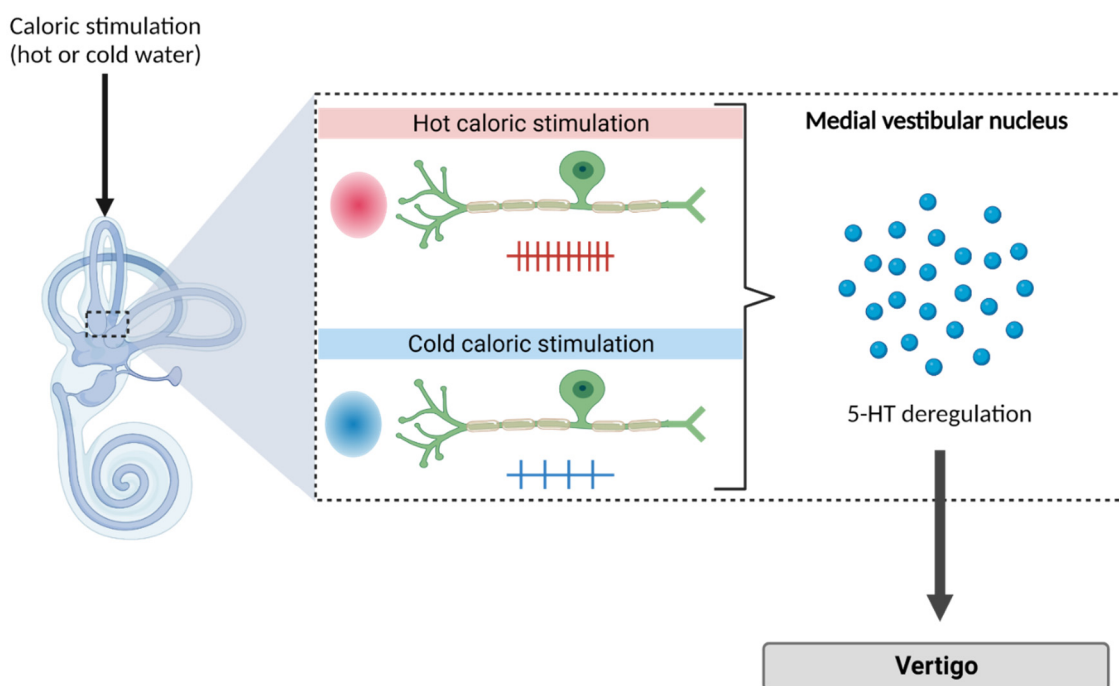 Caloric stimulation
(hot or cold water)
Hot caloric stimulation
Medial vestibular nucleus
Cold caloric stimulation
5-HT deregulation
Vertigo